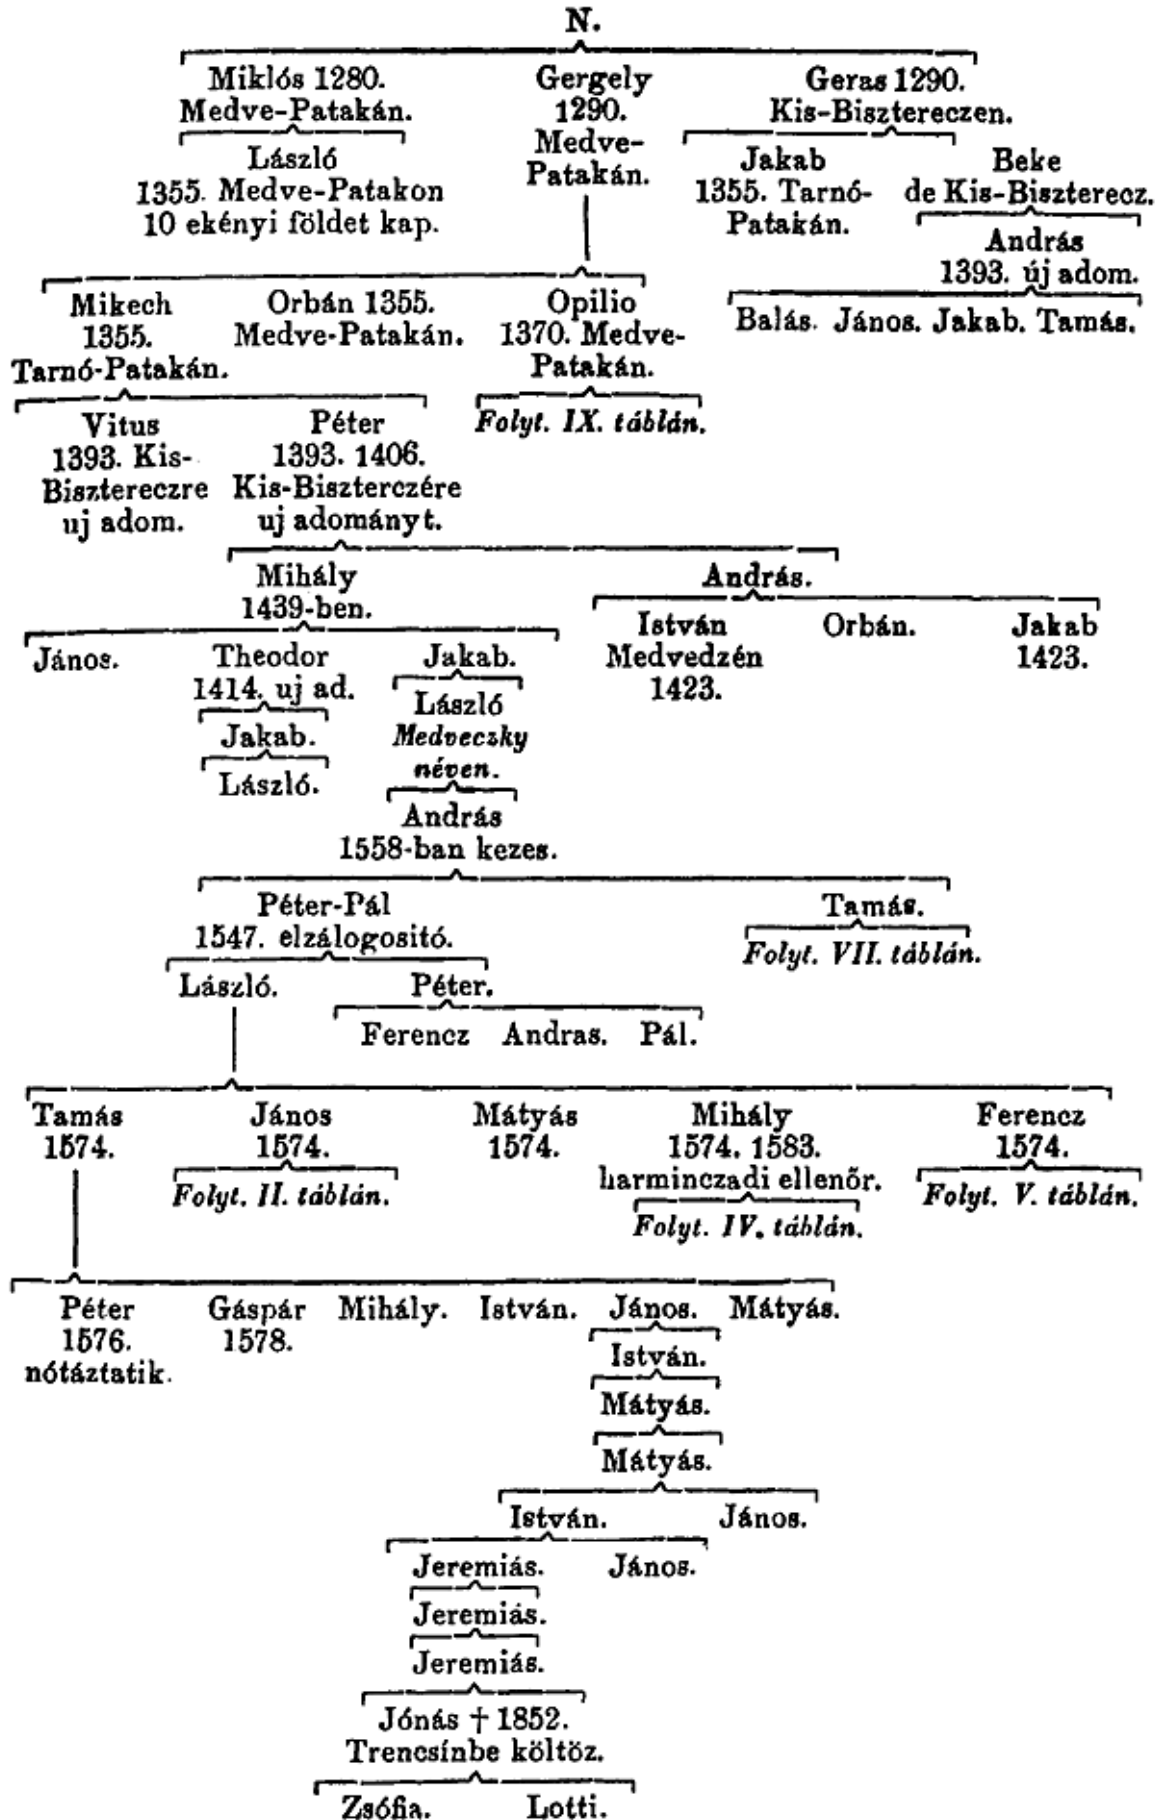 N.
Miklós 1280. Gergely Geras 1290.
Medve-Patakán. 1290. Kis-Bisztereczen.
Medve-
László Patakán. Jakab Beke
1355. Medve-Patakon 1355. Tarnó- de Kis-Biszterecz.
10 ekényi földet kap. Patakán. András
1393. új adom.
Mikech Orbán 1355. Opilio Balás. János. Jakab. Tamás.
1355. Medve-Patakán. 1370. Medve-
Tarnó-Patakán. Patakán.
Vitus Péter Folyt. IX. táblán.
1393. Kis- 1393. 1406.
Bisztereczre Kis-Biszterczére
uj adom. uj adományt.
Mihály András.
1439-ben. István Orbán. Jakab
János. Theodor Jakab. Medvedzén 1423.
1414. uj ad. László 1423.
Jakab. Medveczky
László. néven.
András
1558-ban kezes.
Péter-Pál Tamás.
1547. elzálogositó. Folyt. VII. táblán.
László. Péter.
Ferencz Andras. Pál.
Tamás János Mátyás Mihály Ferencz
1574. 1574. 1574. 1574. 1583. 1574.
Folyt. II. táblán. harminczadi ellenőr. Folyt. V. táblán.
Folyt. IV. táblán.
Péter Gáspár Mihály. István. János. Mátyás.
1576. 1578. István.
nótáztatik.
Mátyás.
Mátyás.
István. János.
Jeremiás. János.
Jeremiás.
Jeremiás.
Jónás † 1852.
Trencsínbe költöz.
Zsófia. Lotti.